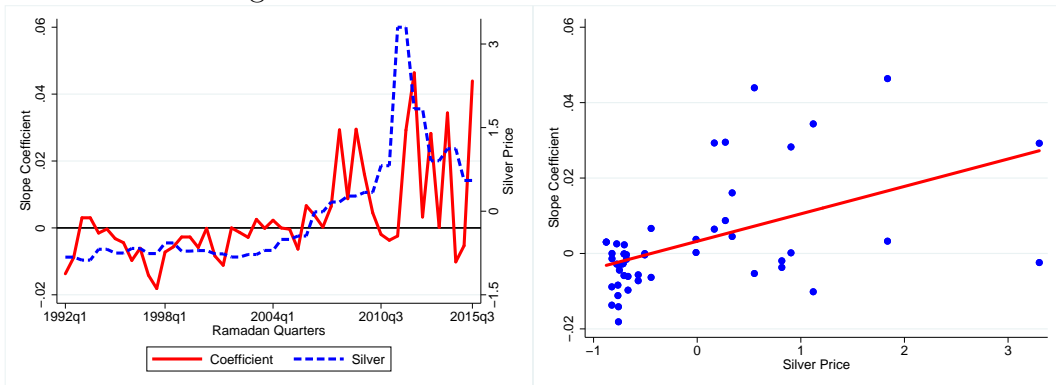 .06
.04
.02
0
-.02
Slope Coefficient
3
1.5
0
-1.5
Silver Price
1992q1 1998q1 2004q1 2010q3 2015q3
Ramadan Quarters
Coefficient Silver
.06
.04
.02
0
-.02
Slope Coefficient
-1 0 1 2 3
Silver Price